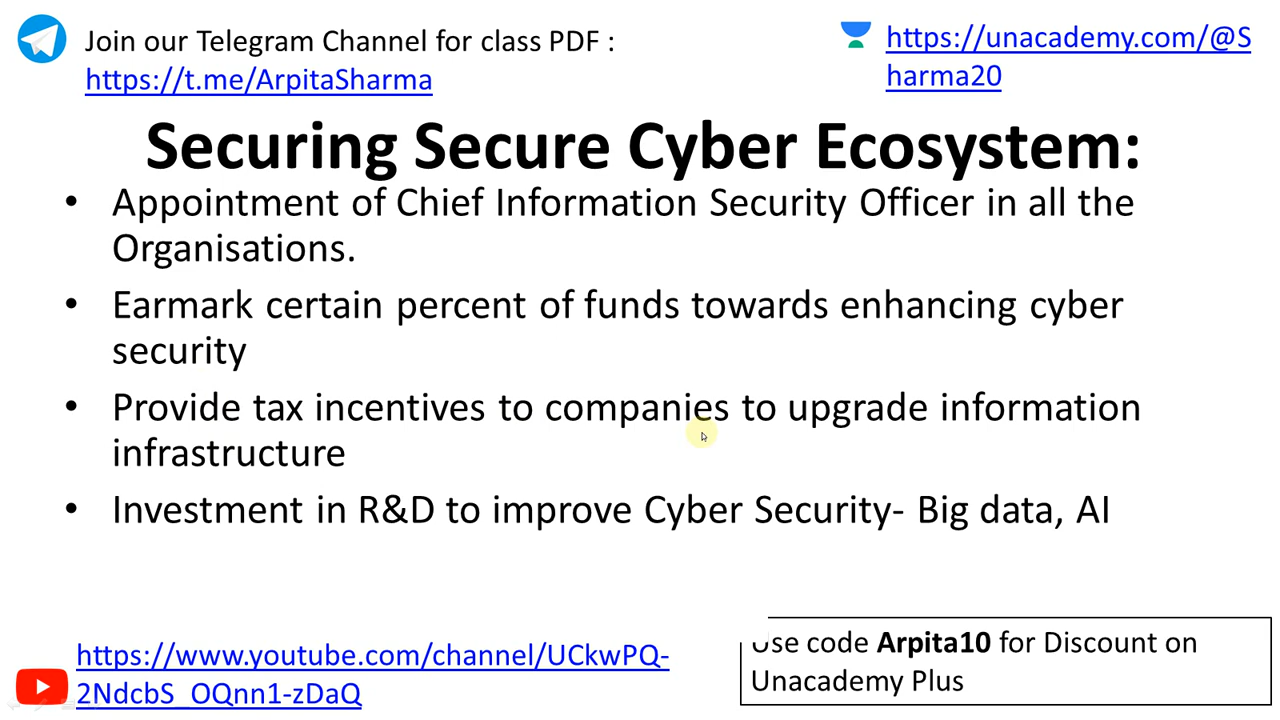 Join our Telegram Channel for class PDF :
https://t.me/ArpitaSharma
https://unacademy.com/@S
harma20
Securing Secure Cyber Ecosystem:
• Appointment of Chief Information Security Officer in all the
Organisations.
• Earmark certain percent of funds towards enhancing cyber
security
• Provide tax incentives to companies to upgrade information
infrastructure
• Investment in R&D to improve Cyber Security- Big data, AI
https://www.youtube.com/channel/UCkwPQ-
2NdcbS_OQnn1-zDaQ
Use code Arpita10 for Discount on
Unacademy Plus